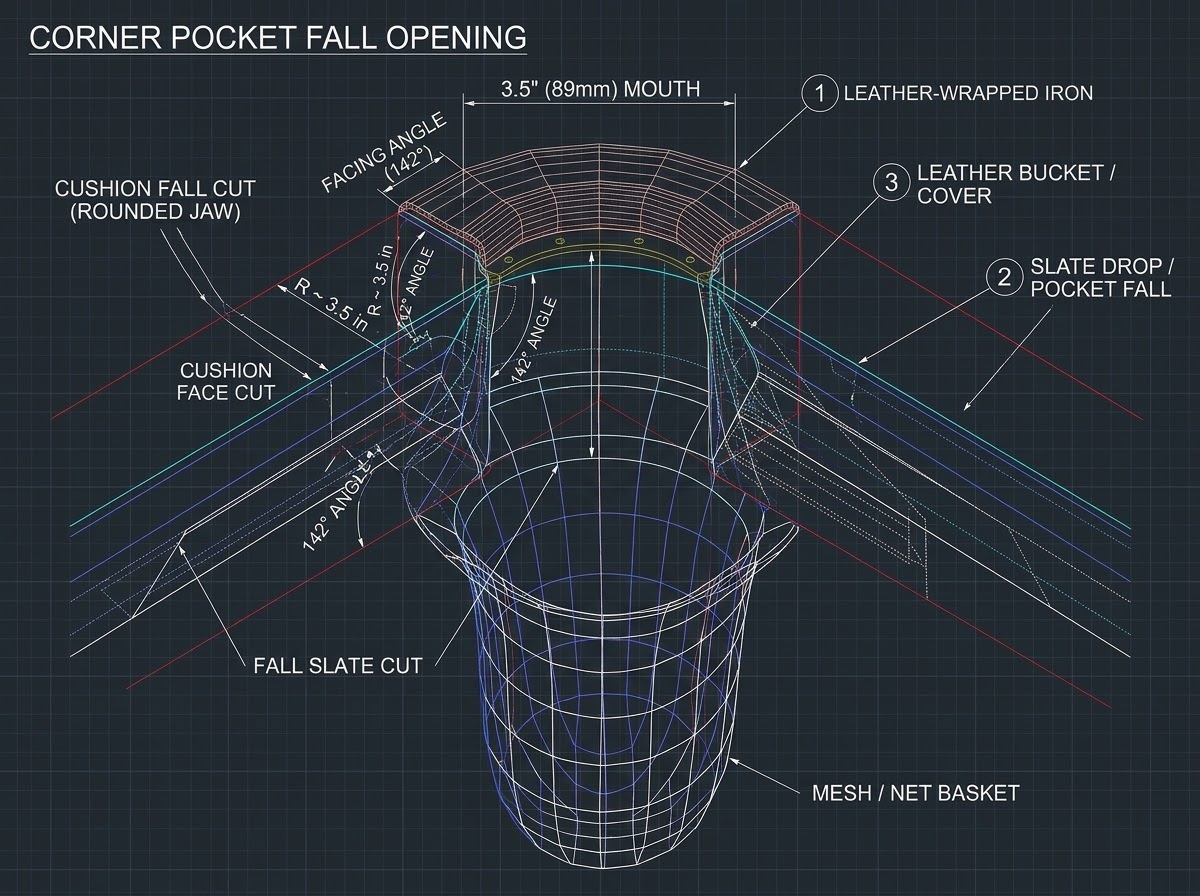 CORNER POCKET FALL OPENING
3.5" (89mm) MOUTH
1
LEATHER-WRAPPED IRON
FACING ANGLE
(142°)
3
LEATHER BUCKET /
COVER
CUSHION FALL CUT
(ROUNDED JAW)
2
SLATE DROP /
POCKET FALL
R ~ 3.5 in
R ~ 3.5 in
ANGLE
142° ANGLE
CUSHION
FACE CUT
142° ANGLE
FALL SLATE CUT
MESH / NET BASKET